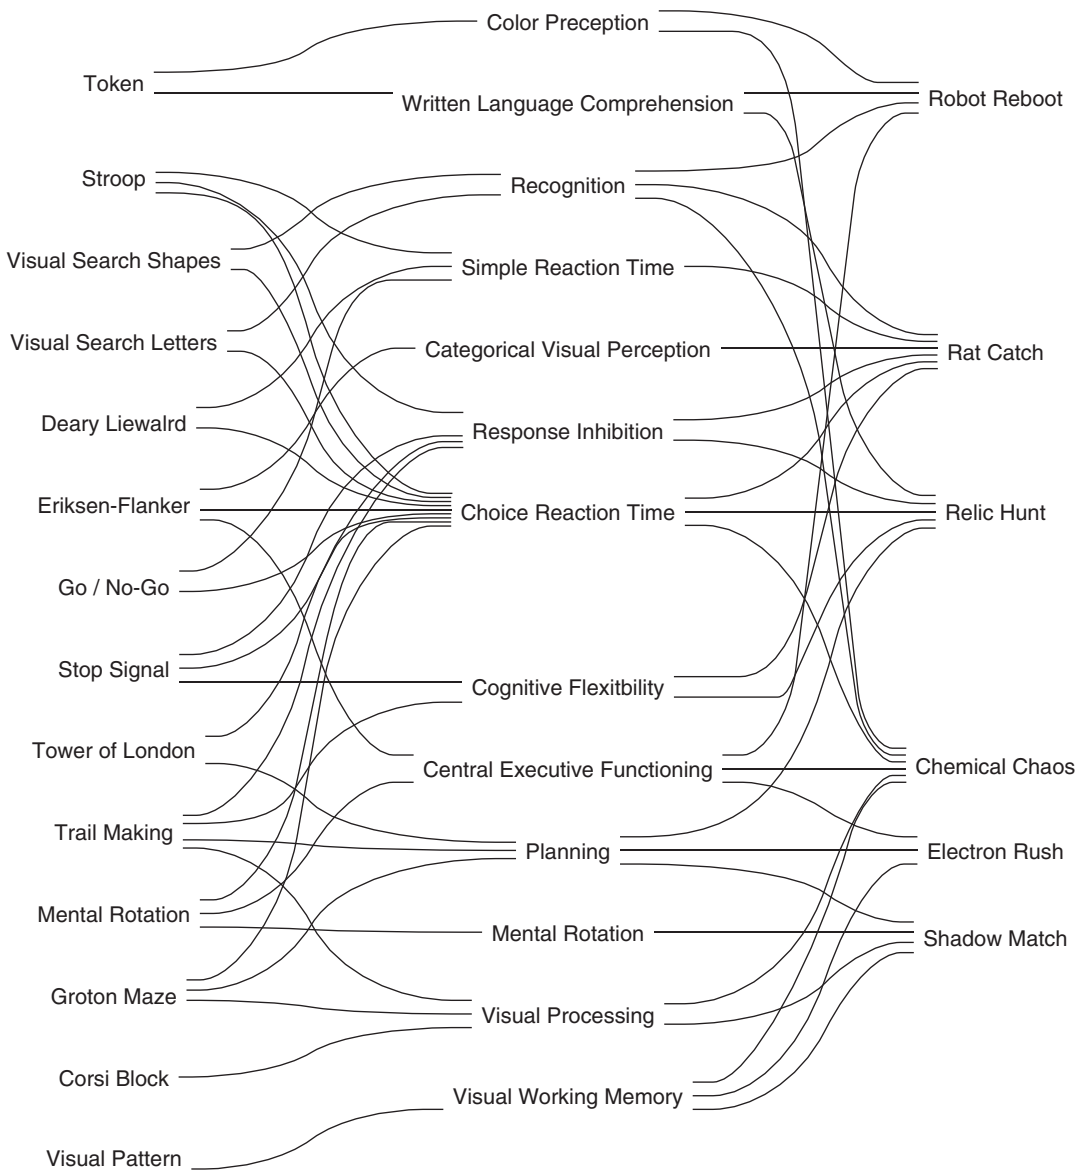 Token
Stroop
Visual Search Shapes
Visual Search Letters
Deary Liewalrd
Eriksen-Flanker
Go / No-Go
Stop Signal
Tower of London
Trail Making
Mental Rotation
Groton Maze
Corsi Block
Visual Pattern
Color Preception
Written Language Comprehension
Recognition
Simple Reaction Time
Categorical Visual Perception
Response Inhibition
Choice Reaction Time
Cognitive Flexitbility
Central Executive Functioning
Planning
Mental Rotation
Visual Processing
Visual Working Memory
Robot Reboot
Rat Catch
Relic Hunt
Chemical Chaos
Electron Rush
Shadow Match